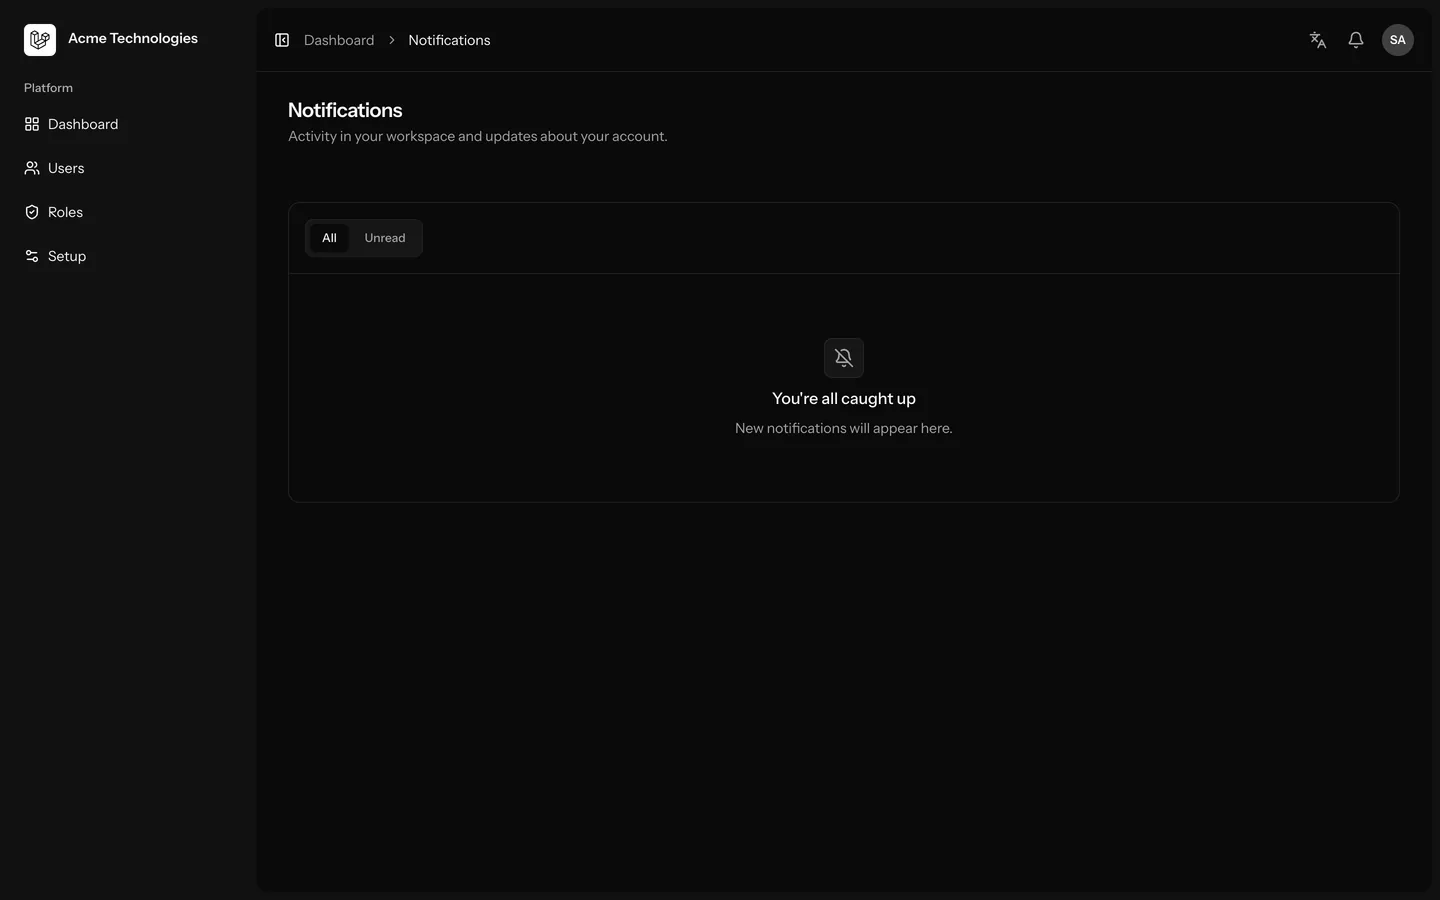 Acme Technologies
Platform
Dashboard
Users
Roles
Setup
Dashboard > Notifications
SA
Notifications
Activity in your workspace and updates about your account.
All
Unread
You're all caught up
New notifications will appear here.